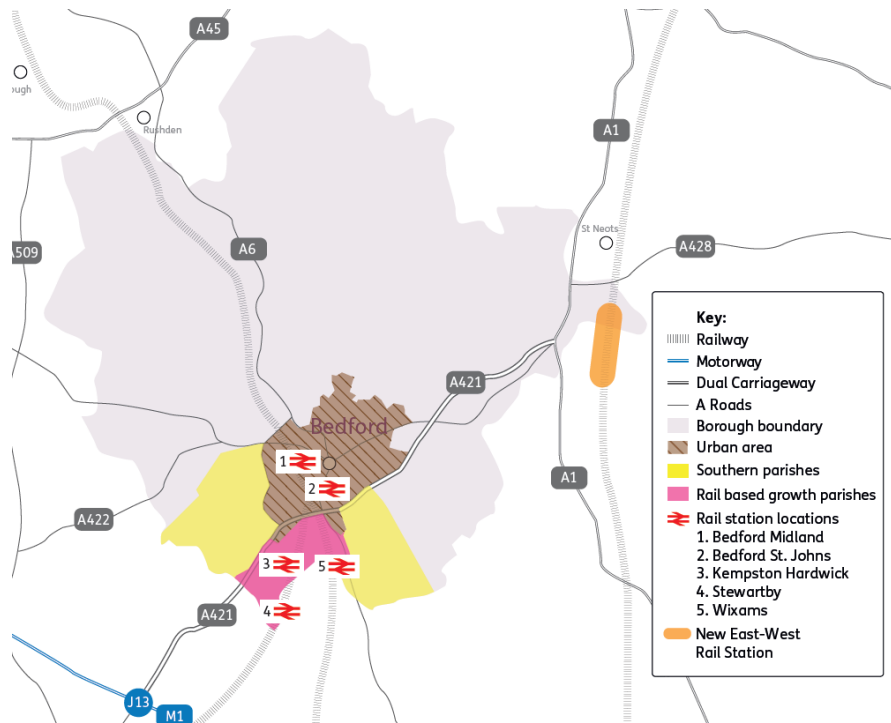 A45
ough
Rushden
A1
St Neots
A428
A509
A6
A421
Bedford
1
2
A1
A422
3
5
4
A421
J13
M1
Key:
Railway
Motorway
Dual Carriageway
A Roads
Borough boundary
Urban area
Southern parishes
Rail based growth parishes
Rail station locations
1. Bedford Midland
2. Bedford St. Johns
3. Kempston Hardwick
4. Stewartby
5. Wixams
New East-West
Rail Station